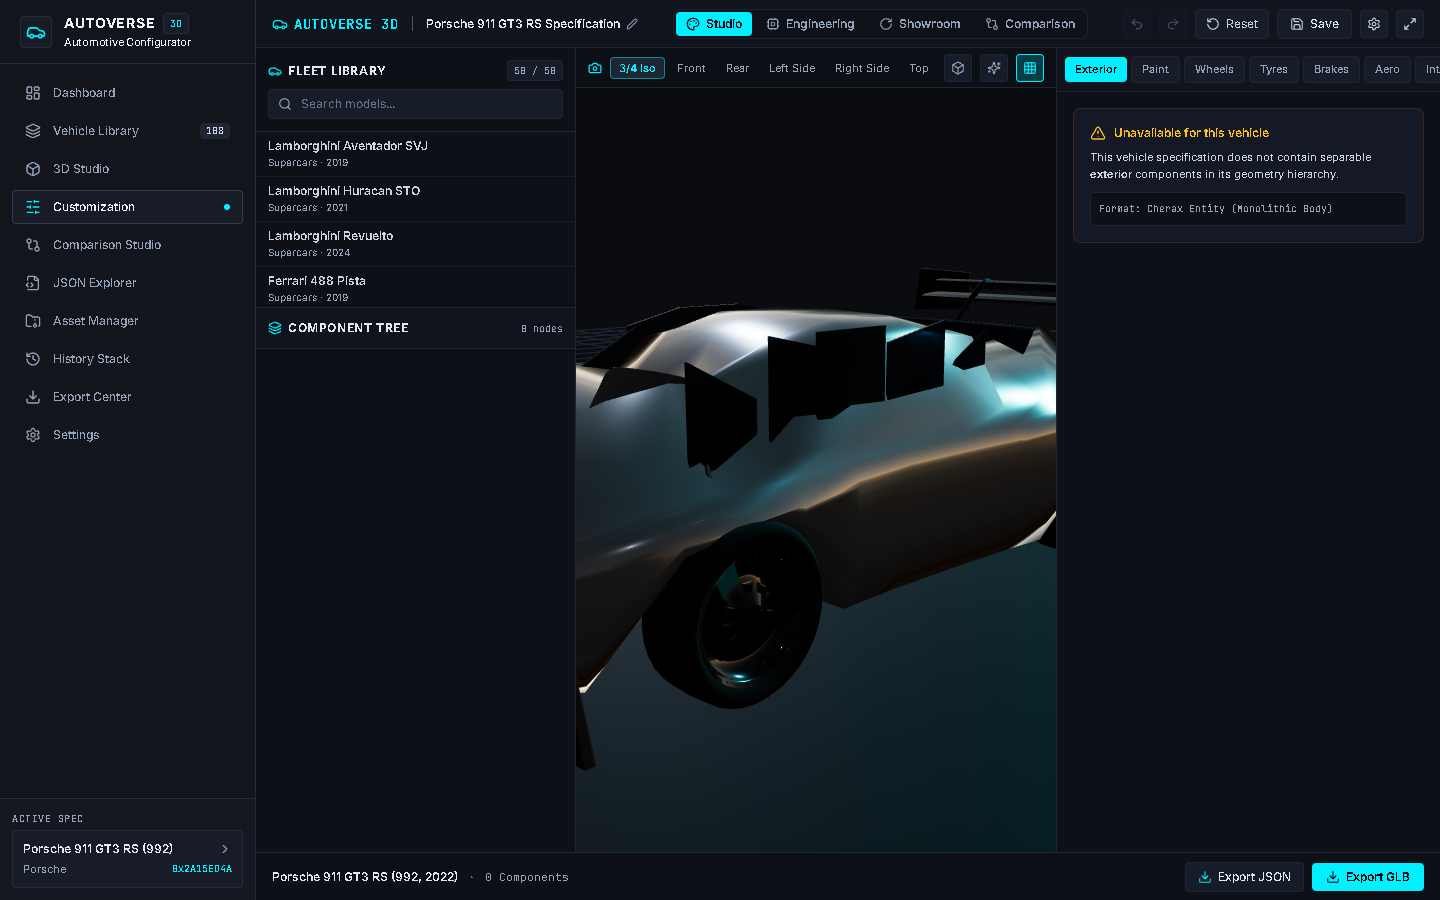 AUTOVERSE 3D
Automotive Configurator
Dashboard
Vehicle Library 188
3D Studio
Customization
Comparison Studio
JSON Explorer
Asset Manager
History Stack
Export Center
Settings
ACTIVE SPEC
Porsche 911 GT3 RS (992)
Porsche 0x2A15E04A
AUTOVERSE 3D
Porsche 911 GT3 RS Specification
Studio
Engineering
Showroom
Comparison
Reset
Save
FLEET LIBRARY 50 / 50
Search models...
Lamborghini Aventador SVJ
Supercars · 2019
Lamborghini Huracan STO
Supercars · 2021
Lamborghini Revuelto
Supercars · 2024
Ferrari 488 Pista
Supercars · 2019
COMPONENT TREE 0 nodes
3/4 Iso Front Rear Left Side Right Side Top
Exterior Paint Wheels Tyres Brakes Aero Int
Unavailable for this vehicle
This vehicle specification does not contain separable
exterior components in its geometry hierarchy.
Format: Cherax Entity (Monolithic Body)
Porsche 911 GT3 RS (992, 2022) · 0 Components
Export JSON
Export GLB